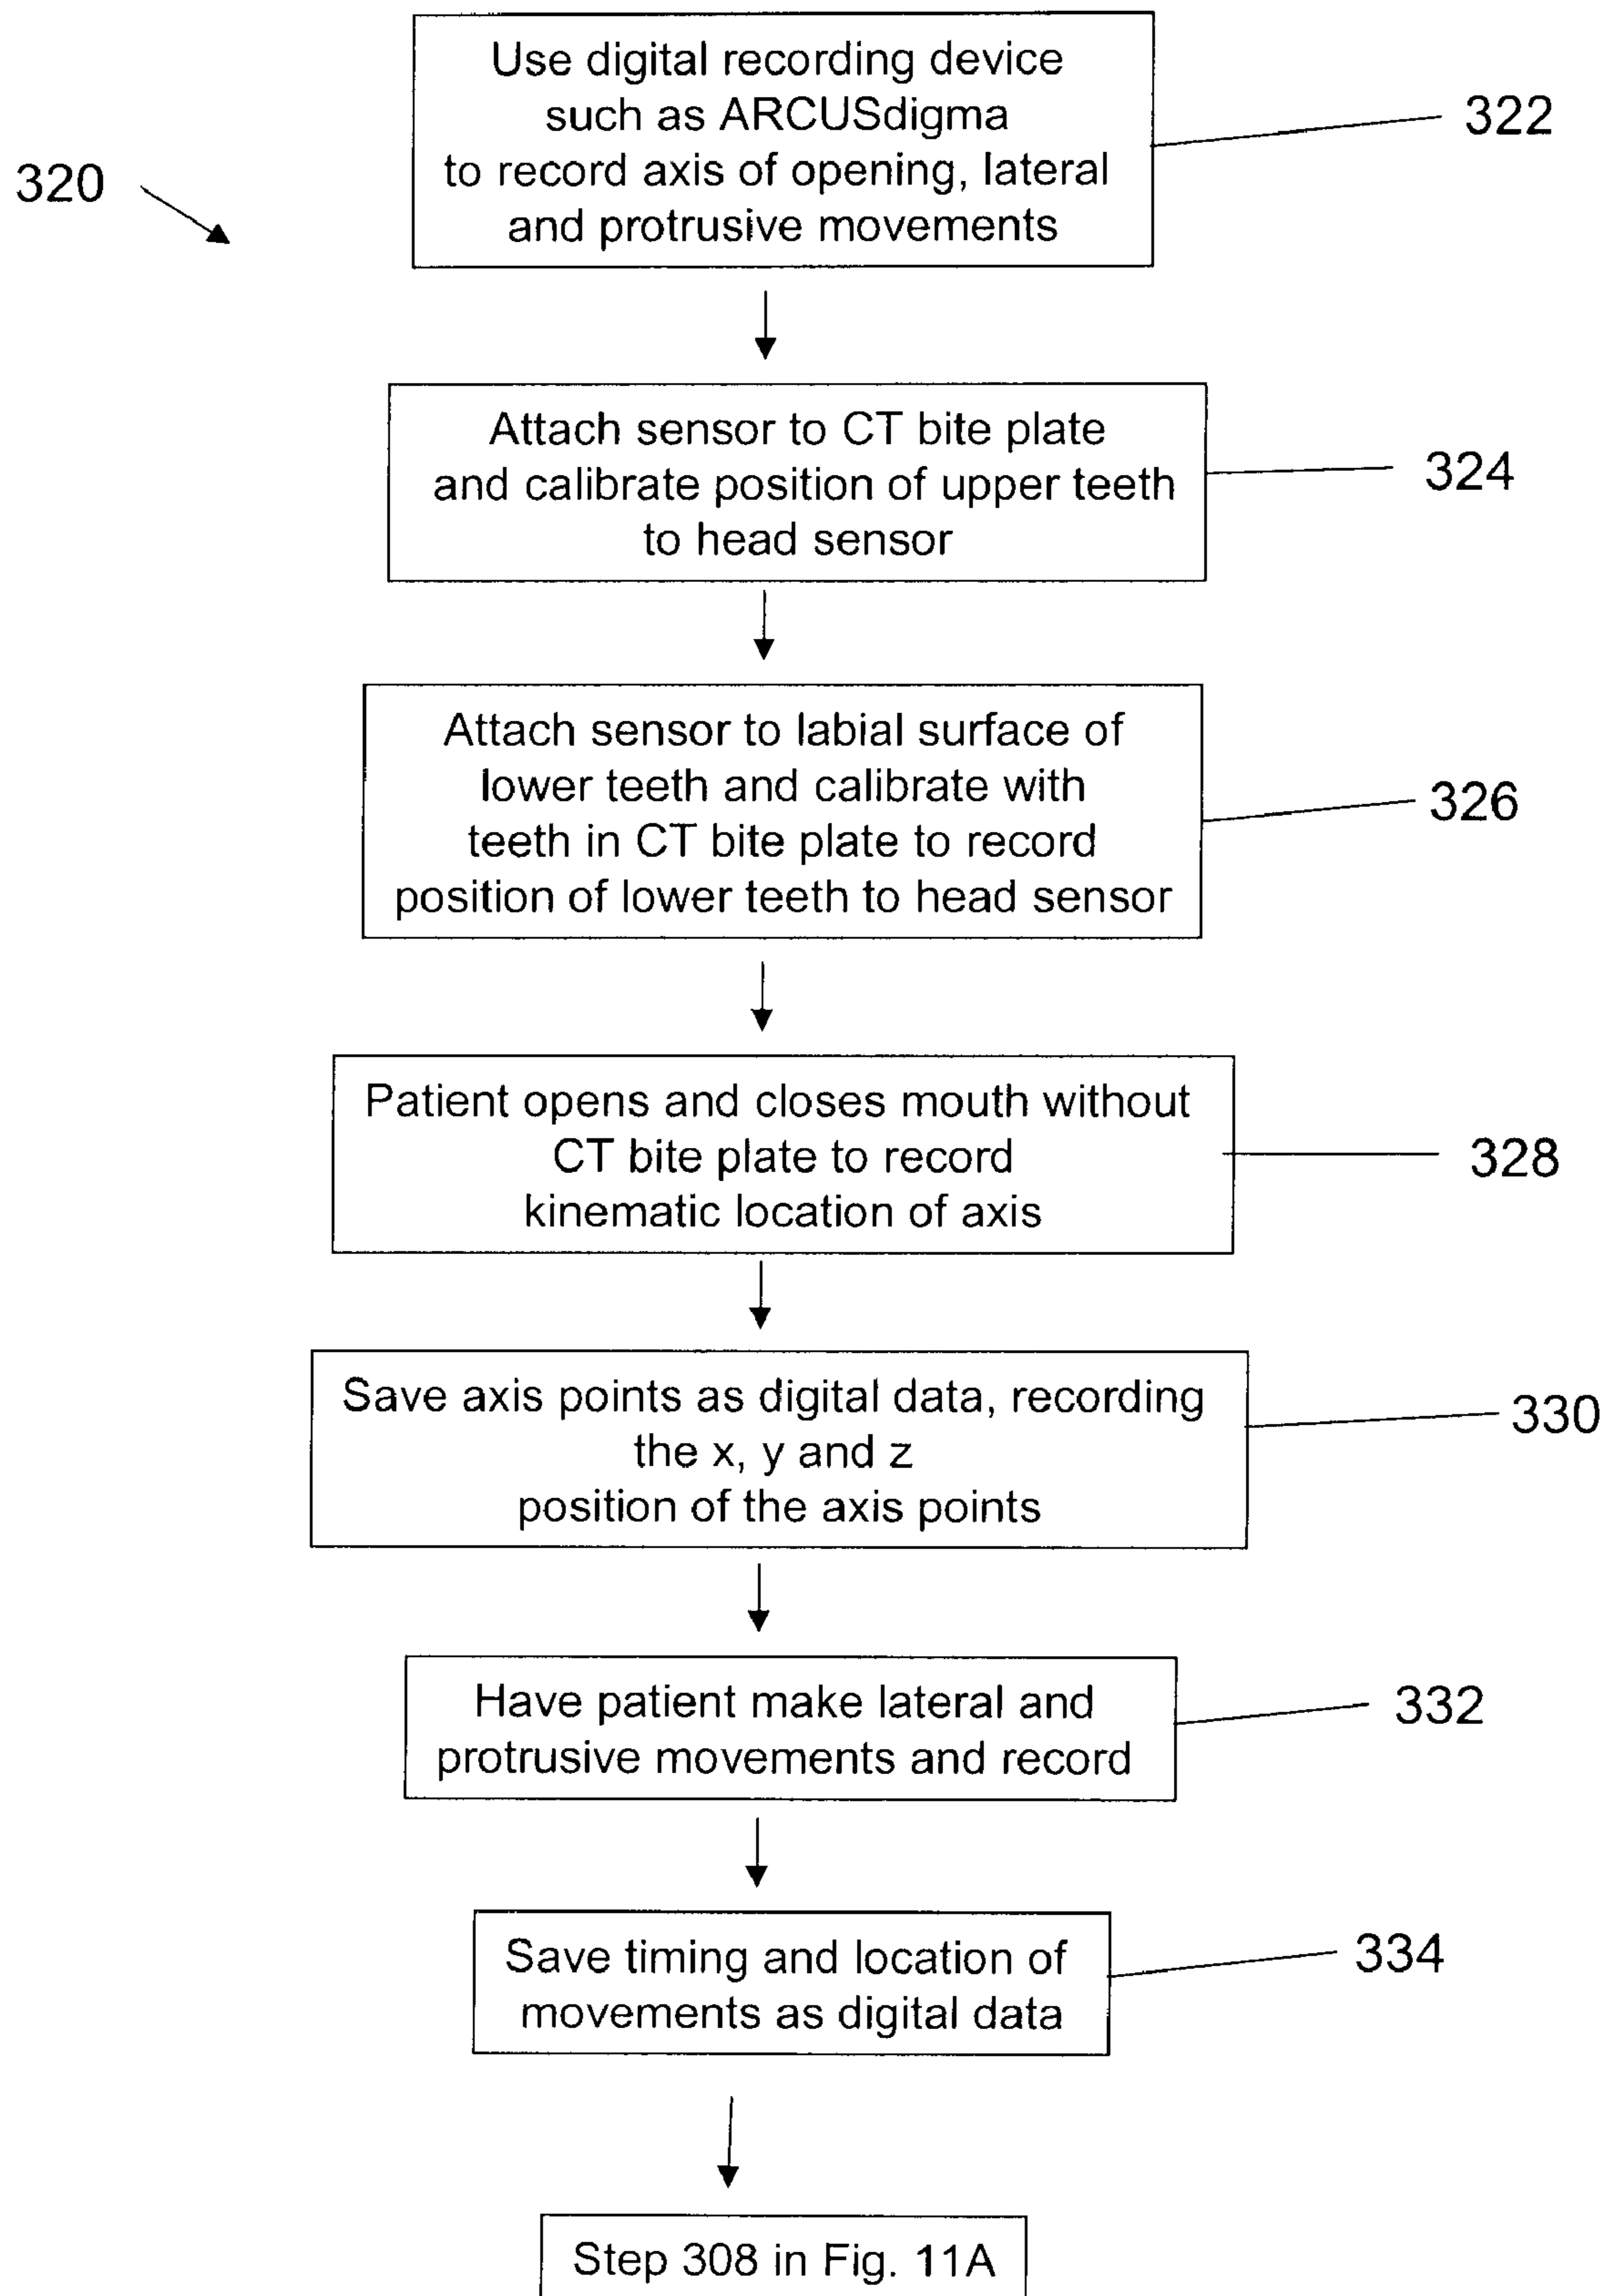 320
Use digital recording device
such as ARCUSdigma
to record axis of opening, lateral
and protrusive movements
322
Attach sensor to CT bite plate
and calibrate position of upper teeth
to head sensor
324
Attach sensor to labial surface of
lower teeth and calibrate with
teeth in CT bite plate to record
position of lower teeth to head sensor
326
Patient opens and closes mouth without
CT bite plate to record
kinematic location of axis
328
Save axis points as digital data, recording
the x, y and z
position of the axis points
330
Have patient make lateral and
protrusive movements and record
332
Save timing and location of
movements as digital data
334
Step 308 in Fig. 11A